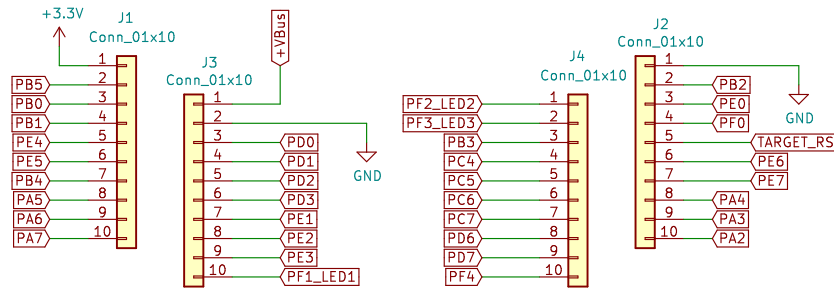 +3.3V
J1
Conn_01x10
1
PB5 2
PB0 3
PB1 4
PE4 5
PE5 6
PB4 7
PA5 8
PA6 9
PA7 10
J3
Conn_01x10
+VBus
1
2
GND
3 PD0
4 PD1
5 PD2
6 PD3
7 PE1
8 PE2
9 PE3
10 PF1_LED1
J4
Conn_01x10
PF2_LED2 1
PF3_LED3 2
PB3 3
PC4 4
PC5 5
PC6 6
PC7 7
PD6 8
PD7 9
PF4 10
J2
Conn_01x10
1
GND
2 PB2
3 PE0
4 PF0
5 TARGET_RS
6 PE6
7 PE7
8 PA4
9 PA3
10 PA2